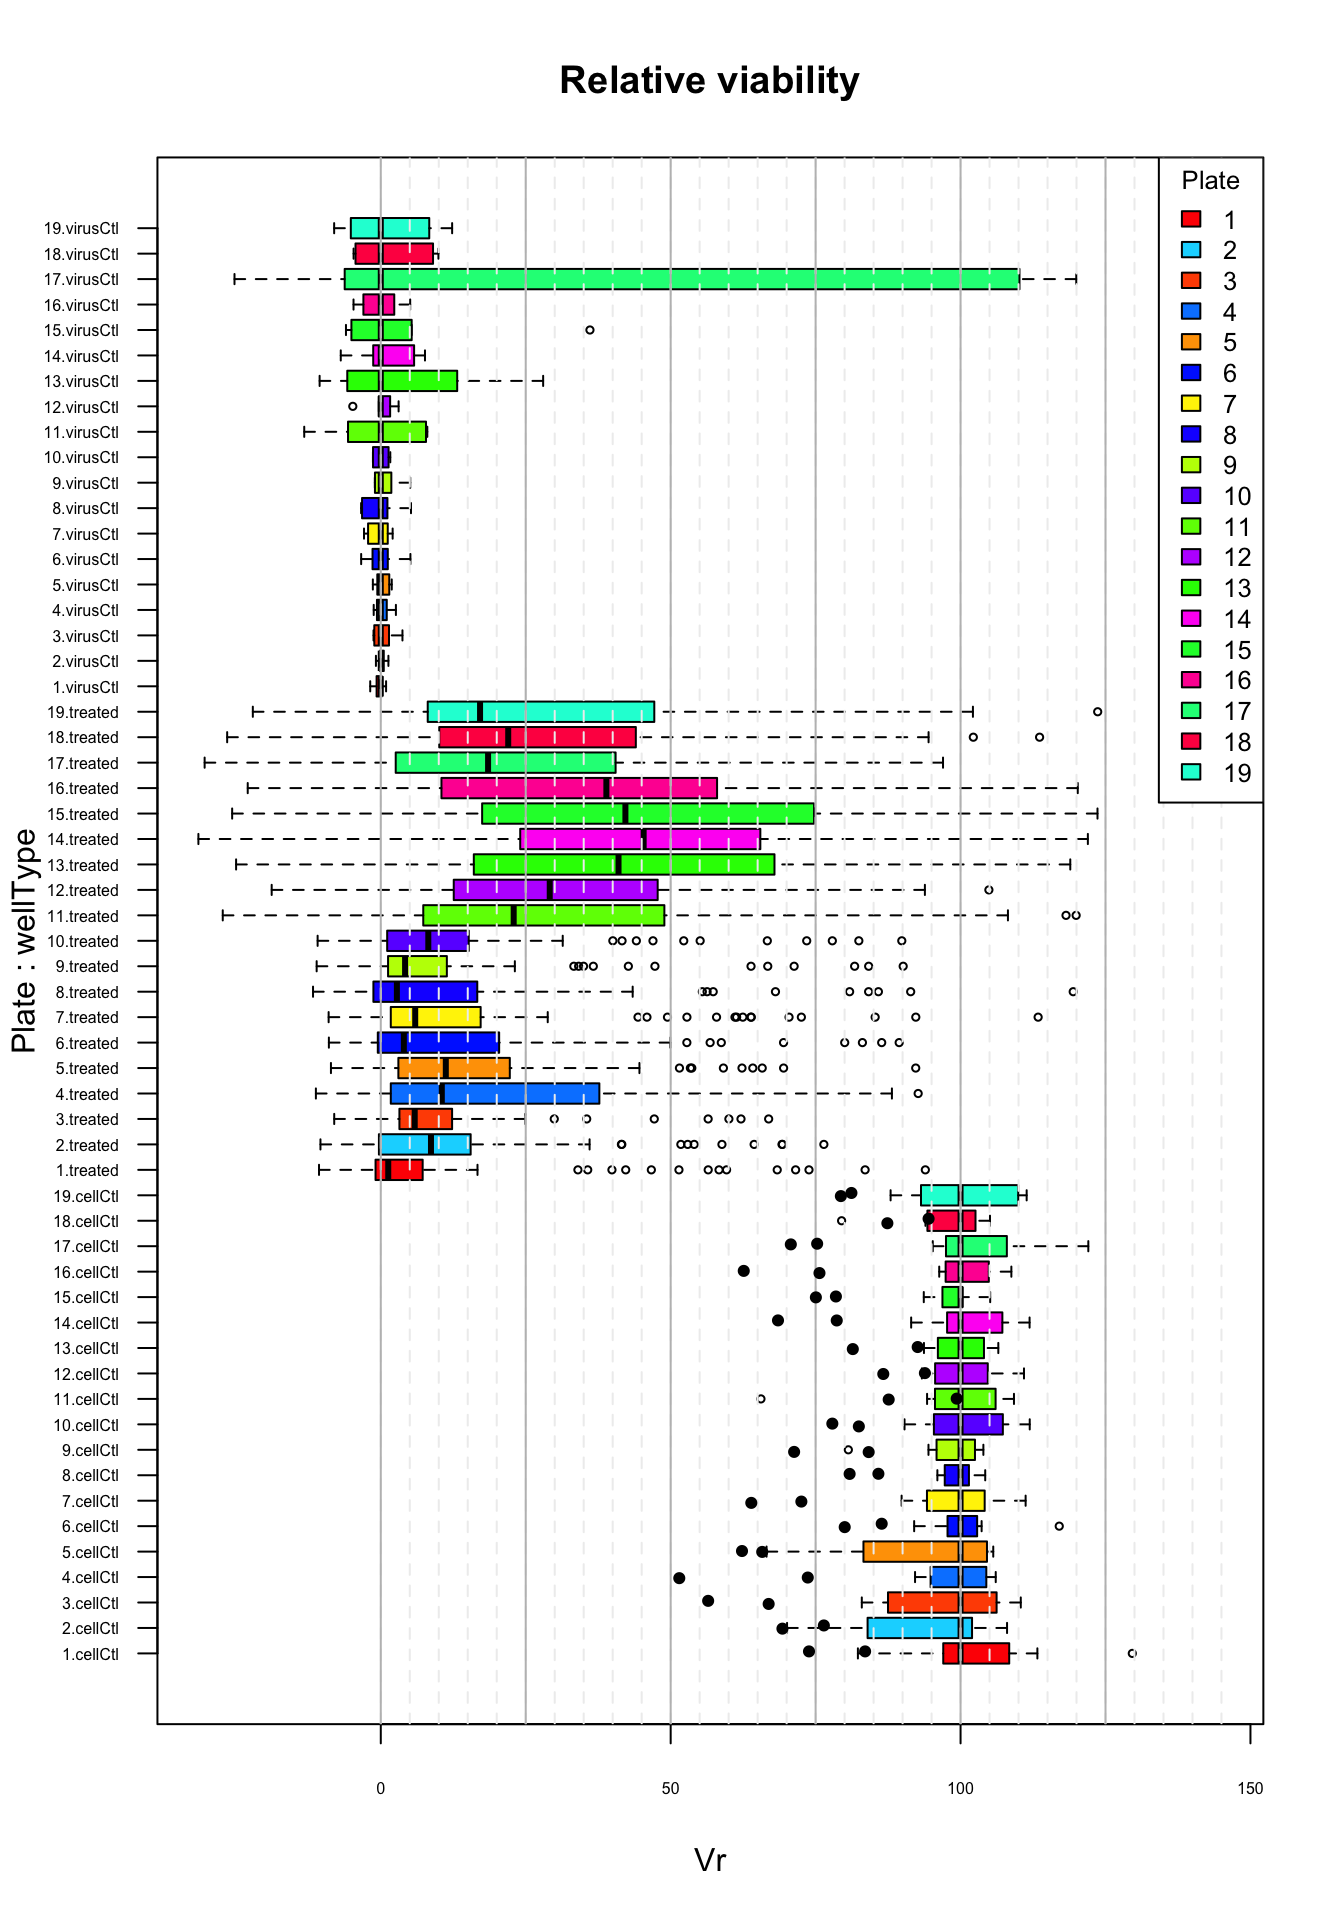 Relative viability
Plate
1
2
3
4
5
6
7
8
9
10
11
12
13
14
15
16
17
18
19
19.virusCtl
18.virusCtl
17.virusCtl
16.virusCtl
15.virusCtl
14.virusCtl
13.virusCtl
12.virusCtl
11.virusCtl
10.virusCtl
9.virusCtl
8.virusCtl
7.virusCtl
6.virusCtl
5.virusCtl
4.virusCtl
3.virusCtl
2.virusCtl
1.virusCtl
19.treated
18.treated
17.treated
16.treated
15.treated
14.treated
13.treated
12.treated
11.treated
10.treated
9.treated
8.treated
7.treated
6.treated
5.treated
4.treated
3.treated
2.treated
1.treated
19.cellCtl
18.cellCtl
17.cellCtl
16.cellCtl
15.cellCtl
14.cellCtl
13.cellCtl
12.cellCtl
11.cellCtl
10.cellCtl
9.cellCtl
8.cellCtl
7.cellCtl
6.cellCtl
5.cellCtl
4.cellCtl
3.cellCtl
2.cellCtl
1.cellCtl
Plate : wellType
0 50 100 150
Vr